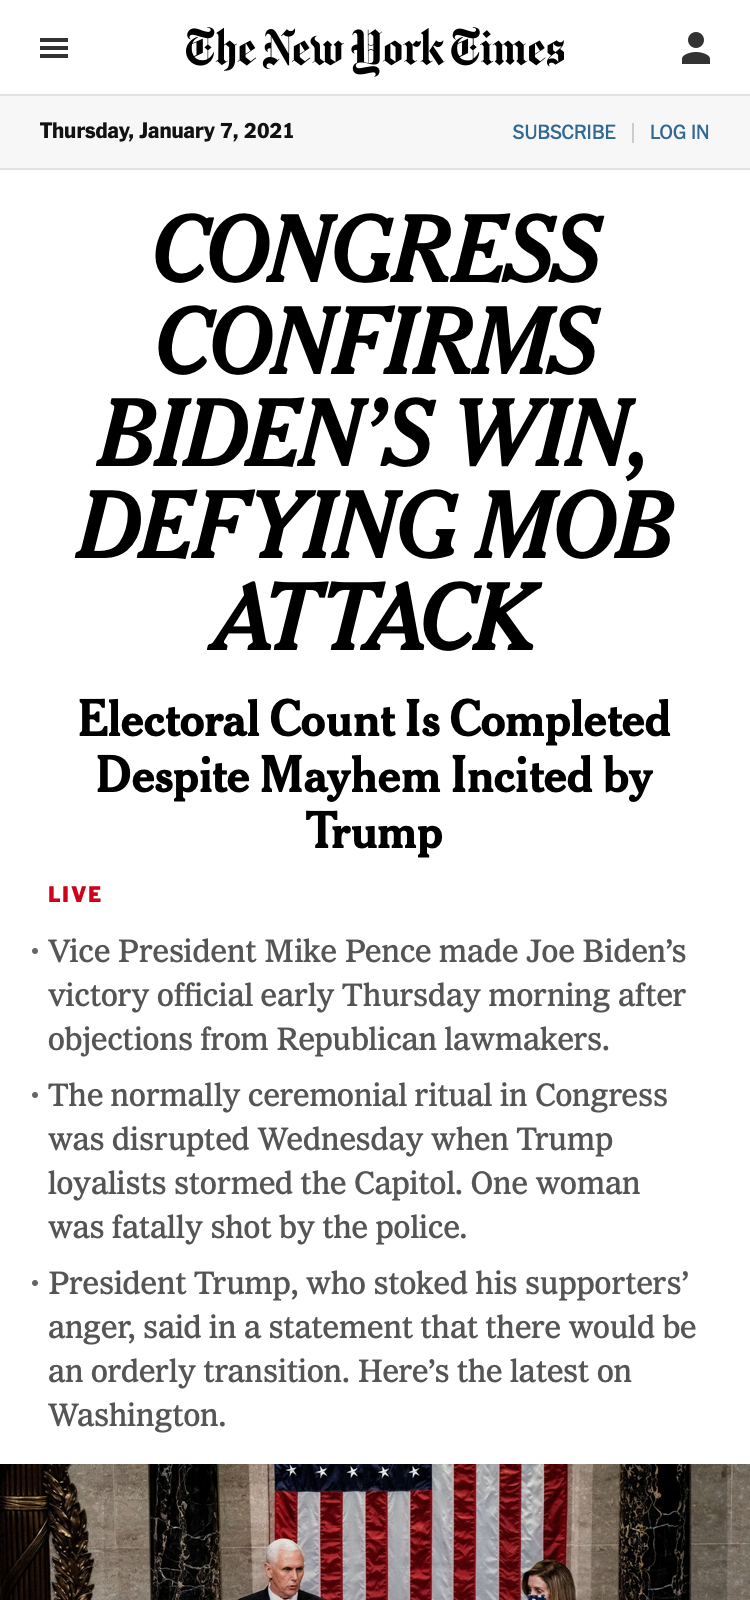 The New York Times
Thursday, January 7, 2021
SUBSCRIBE | LOG IN
CONGRESS
CONFIRMS
BIDEN’S WIN,
DEFYING MOB
ATTACK
Electoral Count Is Completed
Despite Mayhem Incited by
Trump
LIVE
• Vice President Mike Pence made Joe Biden’s
victory official early Thursday morning after
objections from Republican lawmakers.
• The normally ceremonial ritual in Congress
was disrupted Wednesday when Trump
loyalists stormed the Capitol. One woman
was fatally shot by the police.
• President Trump, who stoked his supporters’
anger, said in a statement that there would be
an orderly transition. Here’s the latest on
Washington.